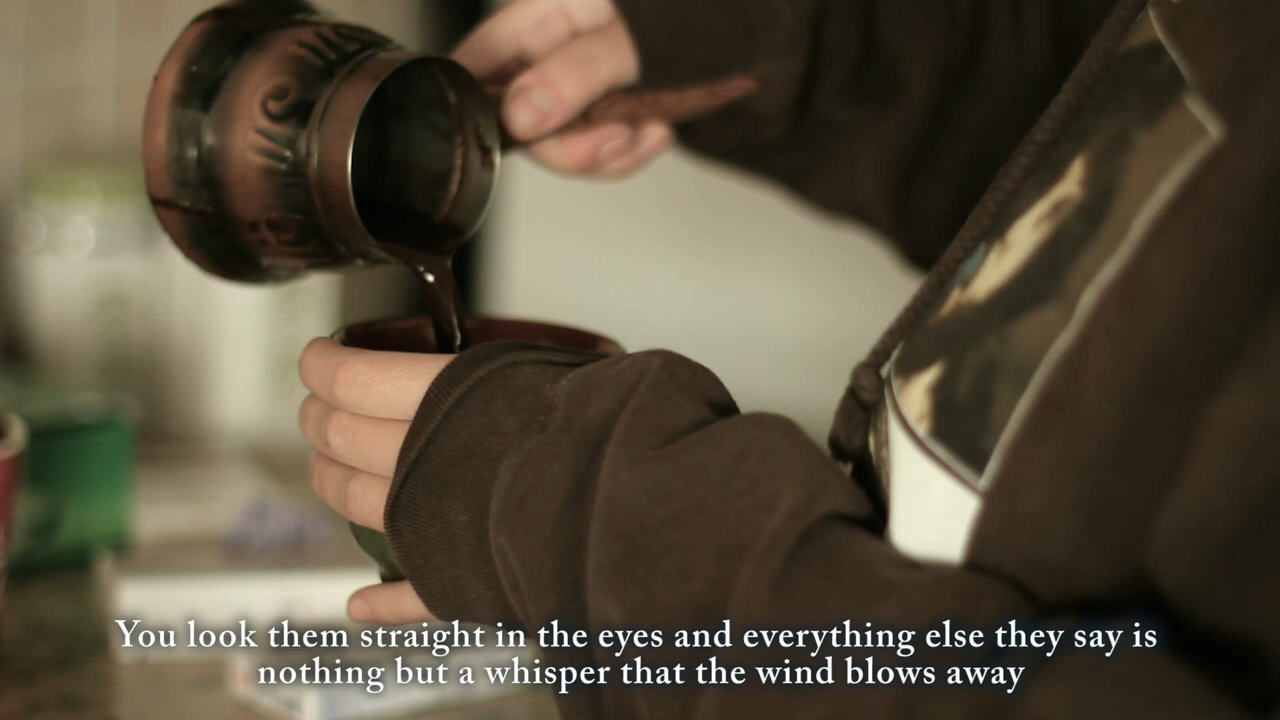 You look them straight in the eyes and everything else they say is
nothing but a whisper that the wind blows away